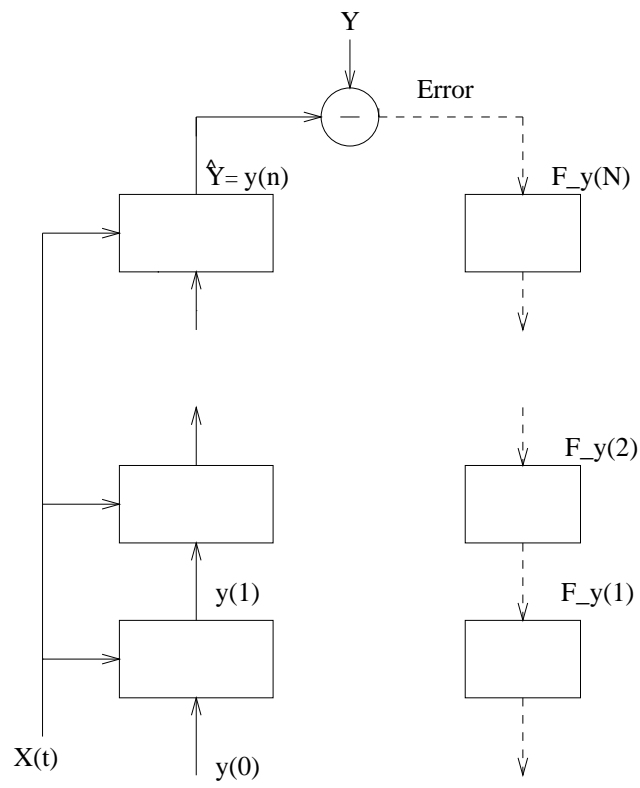 Y
Error
Ŷ= y(n)
F_y(N)
F_y(2)
y(1)
F_y(1)
X(t)
y(0)